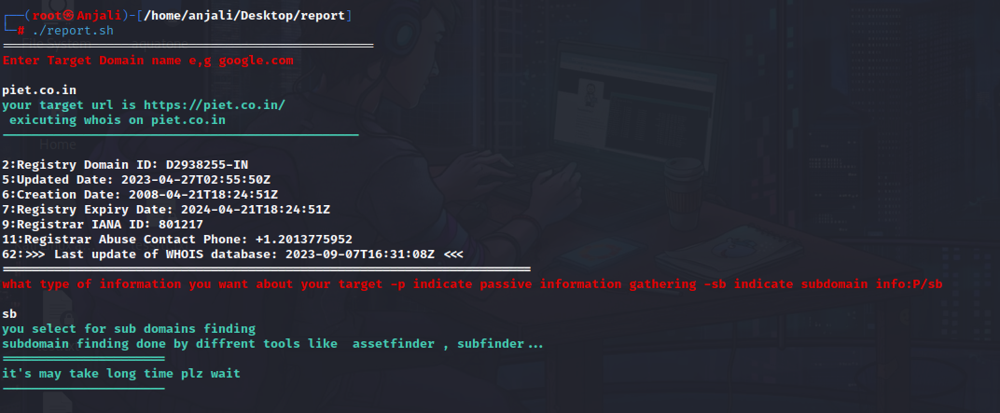 ┌──(root㉿Anjali)-[/home/anjali/Desktop/report]
└─# ./report.sh
Enter Target Domain name e,g google.com
piet.co.in
your target url is https://piet.co.in/
exicuting whois on piet.co.in
Home
2:Registry Domain ID: D2938255-IN
5:Updated Date: 2023-04-27T02:55:50Z
6:Creation Date: 2008-04-21T18:24:51Z
7:Registry Expiry Date: 2024-04-21T18:24:51Z
9:Registrar IANA ID: 801217
11:Registrar Abuse Contact Phone: +1.2013775952
62:>>> Last update of WHOIS database: 2023-09-07T16:31:08Z <<<
what type of information you want about your target -p indicate passive information gathering -sb indicate subdomain info:P/sb
sb
you select for sub domains finding
subdomain finding done by diffrent tools like  assetfinder , subfinder...
it's may take long time plz wait